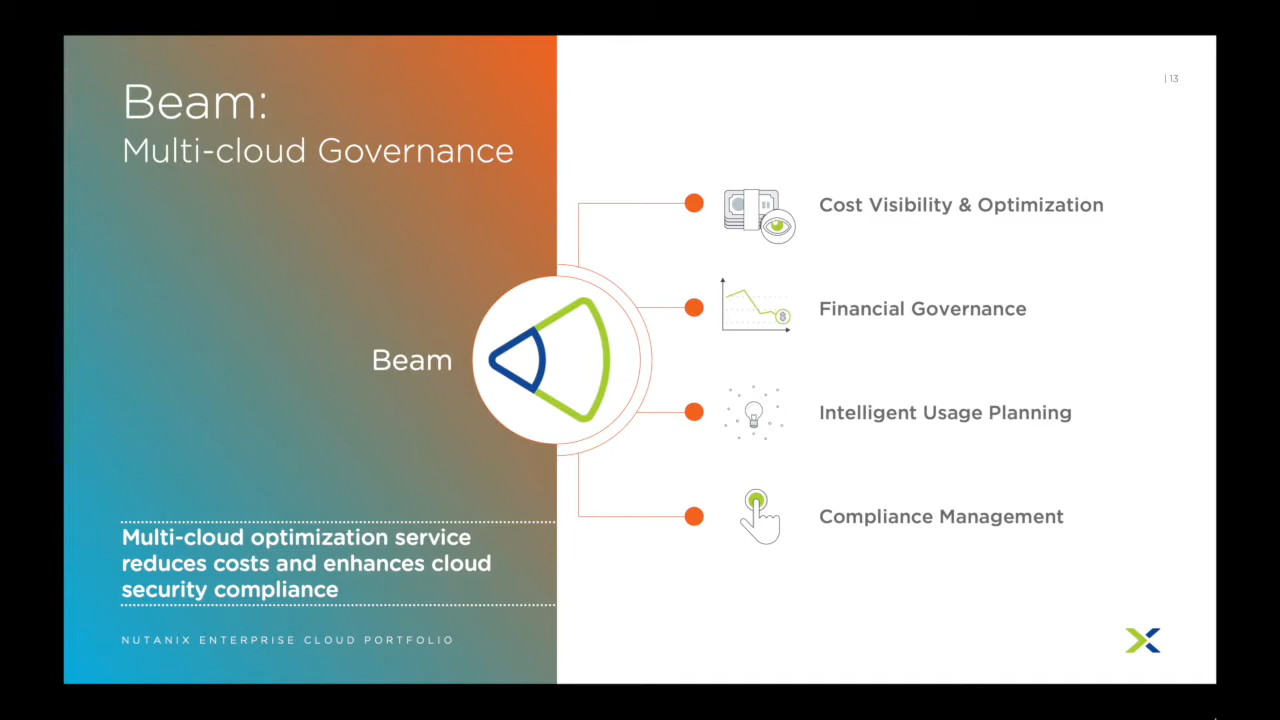 Beam:
Multi-cloud Governance
| 13
Cost Visibility & Optimization
Financial Governance
Beam
Intelligent Usage Planning
Compliance Management
Multi-cloud optimization service
reduces costs and enhances cloud
security compliance
NUTANIX ENTERPRISE CLOUD PORTFOLIO